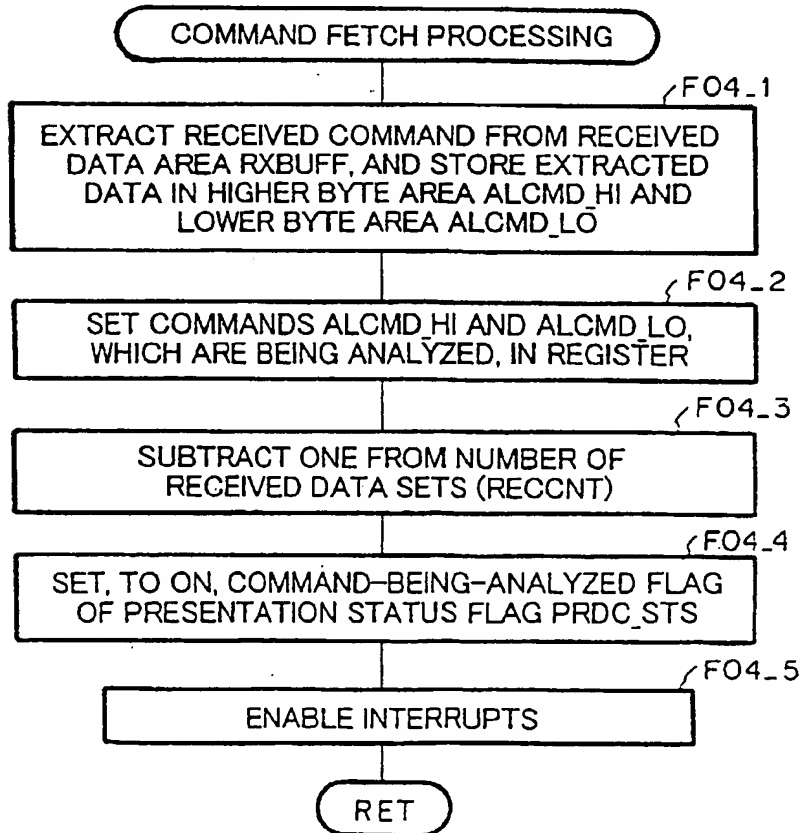 COMMAND FETCH PROCESSING
F04_1
EXTRACT RECEIVED COMMAND FROM RECEIVED
DATA AREA RXBUFF, AND STORE EXTRACTED
DATA IN HIGHER BYTE AREA ALCMD_HI AND
LOWER BYTE AREA ALCMD_LO
F04_2
SET COMMANDS ALCMD_HI AND ALCMD_LO,
WHICH ARE BEING ANALYZED, IN REGISTER
F04_3
SUBTRACT ONE FROM NUMBER OF
RECEIVED DATA SETS (RECCNT)
F04_4
SET, TO ON, COMMAND-BEING-ANALYZED FLAG
OF PRESENTATION STATUS FLAG PRDC_STS
F04_5
ENABLE INTERRUPTS
RET